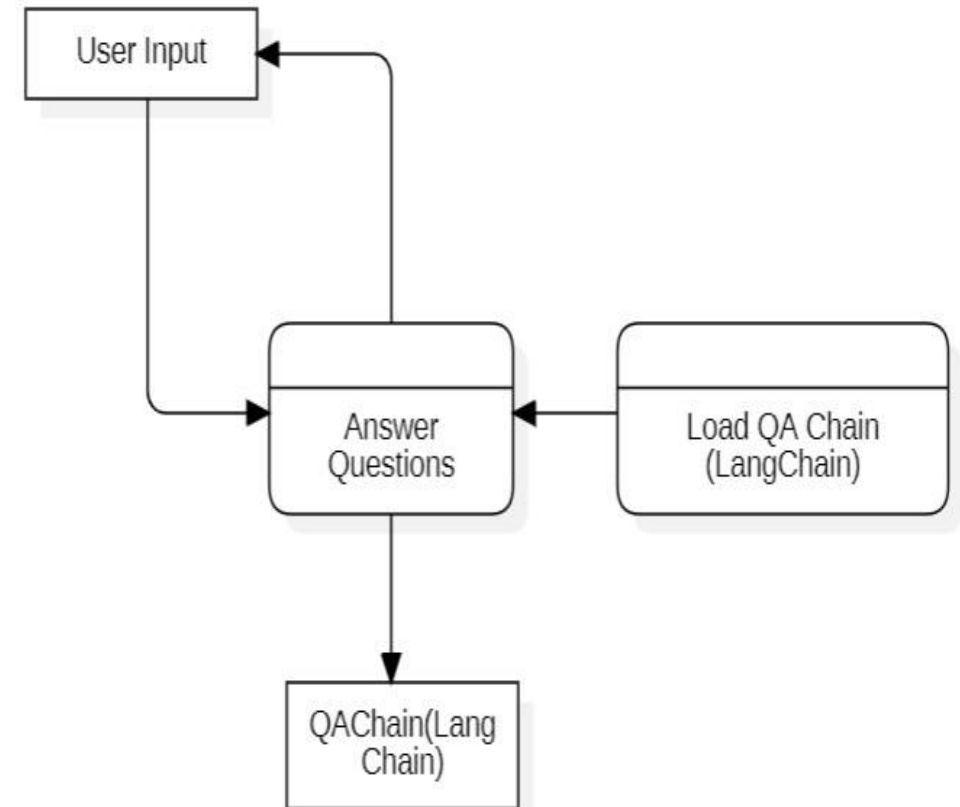 User Input
Answer
Questions
Load QA Chain
(LangChain)
QAChain(Lang
Chain)